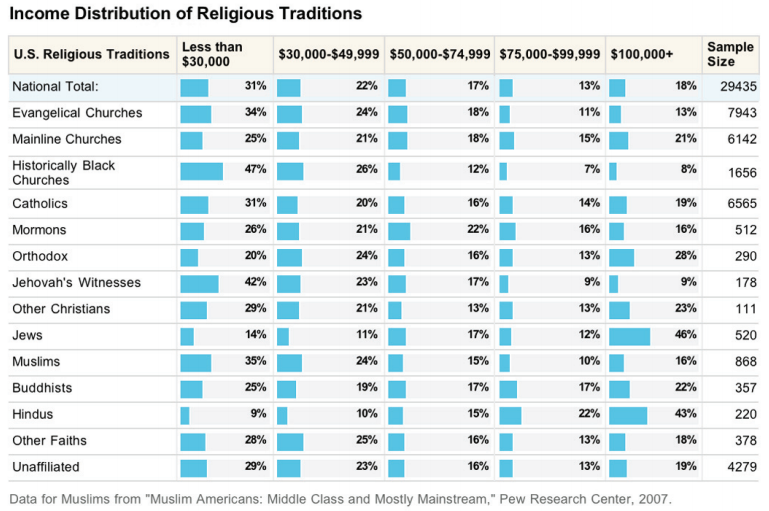 Income Distribution of Religious Traditions
U.S. Religious Traditions Less than $30,000 $30,000-$49,999 $50,000-$74,999 $75,000-$99,999 $100,000+ Sample Size
National Total: 31% 22% 17% 13% 18% 29435
Evangelical Churches 34% 24% 18% 11% 13% 7943
Mainline Churches 25% 21% 18% 15% 21% 6142
Historically Black Churches 47% 26% 12% 7% 8% 1656
Catholics 31% 20% 16% 14% 19% 6565
Mormons 26% 21% 22% 16% 16% 512
Orthodox 20% 24% 16% 13% 28% 290
Jehovah's Witnesses 42% 23% 17% 9% 9% 178
Other Christians 29% 21% 13% 13% 23% 111
Jews 14% 11% 17% 12% 46% 520
Muslims 35% 24% 15% 10% 16% 868
Buddhists 25% 19% 17% 17% 22% 357
Hindus 9% 10% 15% 22% 43% 220
Other Faiths 28% 25% 16% 13% 18% 378
Unaffiliated 29% 23% 16% 13% 19% 4279
Data for Muslims from "Muslim Americans: Middle Class and Mostly Mainstream," Pew Research Center, 2007.